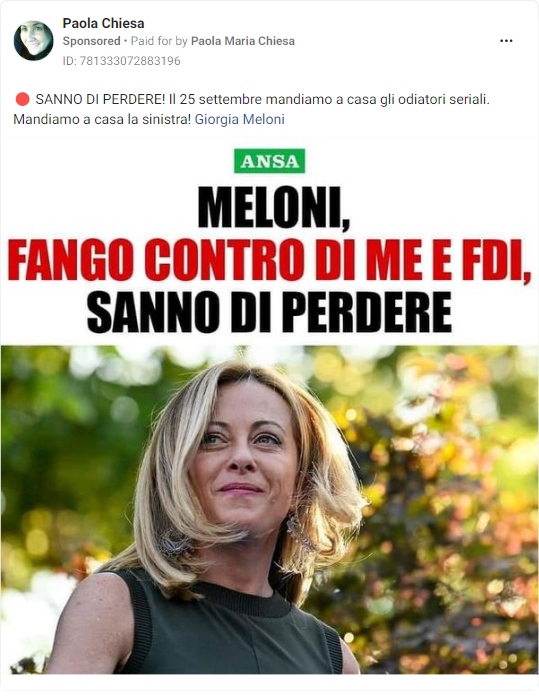 Paola Chiesa
Sponsored • Paid for by Paola Maria Chiesa
ID: 781333072883196
🔴 SANNO DI PERDERE! Il 25 settembre mandiamo a casa gli odiatori seriali.
Mandiamo a casa la sinistra! Giorgia Meloni
ANSA
MELONI,
FANGO CONTRO DI ME E FDI,
SANNO DI PERDERE